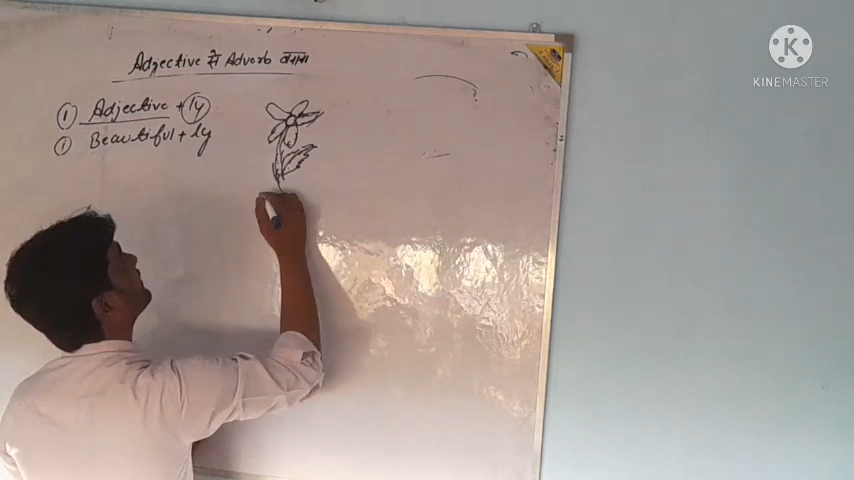 Adjective से Adverb बनाना
① Adjective + ly
① Beautiful + ly
K
KINEMASTER